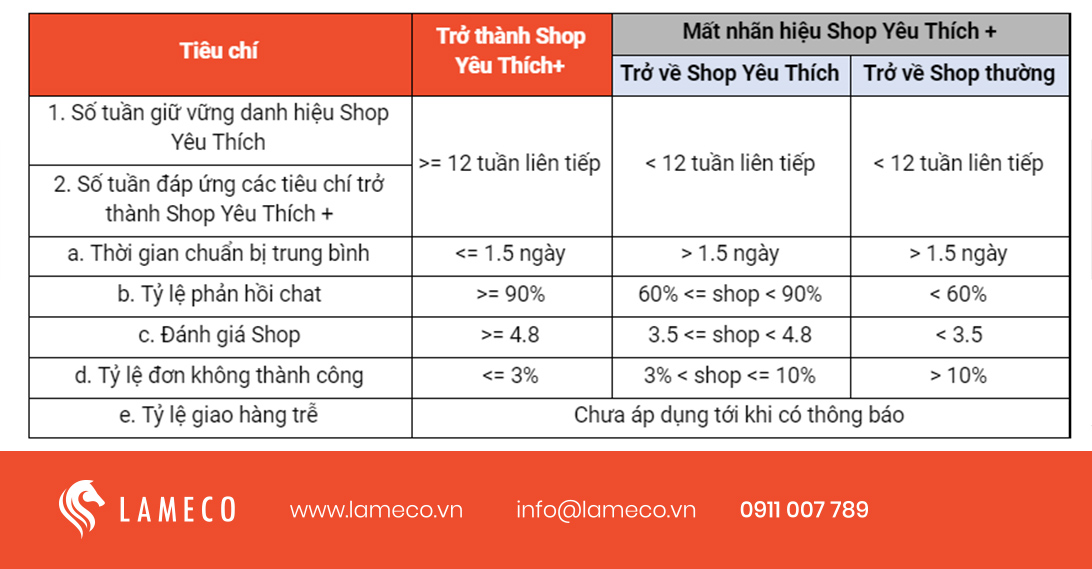 Tiêu chí
Trở thành Shop
Yêu Thích+
Mất nhãn hiệu Shop Yêu Thích +
Trở về Shop Yêu Thích
Trở về Shop thường
1. Số tuần giữ vững danh hiệu Shop
Yêu Thích
2. Số tuần đáp ứng các tiêu chí trở
thành Shop Yêu Thích +
>= 12 tuần liên tiếp
< 12 tuần liên tiếp
< 12 tuần liên tiếp
a. Thời gian chuẩn bị trung bình
<= 1.5 ngày
> 1.5 ngày
> 1.5 ngày
b. Tỷ lệ phản hồi chat
>= 90%
60% <= shop < 90%
< 60%
c. Đánh giá Shop
>= 4.8
3.5 <= shop < 4.8
< 3.5
d. Tỷ lệ đơn không thành công
<= 3%
3% < shop <= 10%
> 10%
e. Tỷ lệ giao hàng trễ
Chưa áp dụng tới khi có thông báo
LAMECO
www.lameco.vn
info@lameco.vn
0911 007 789